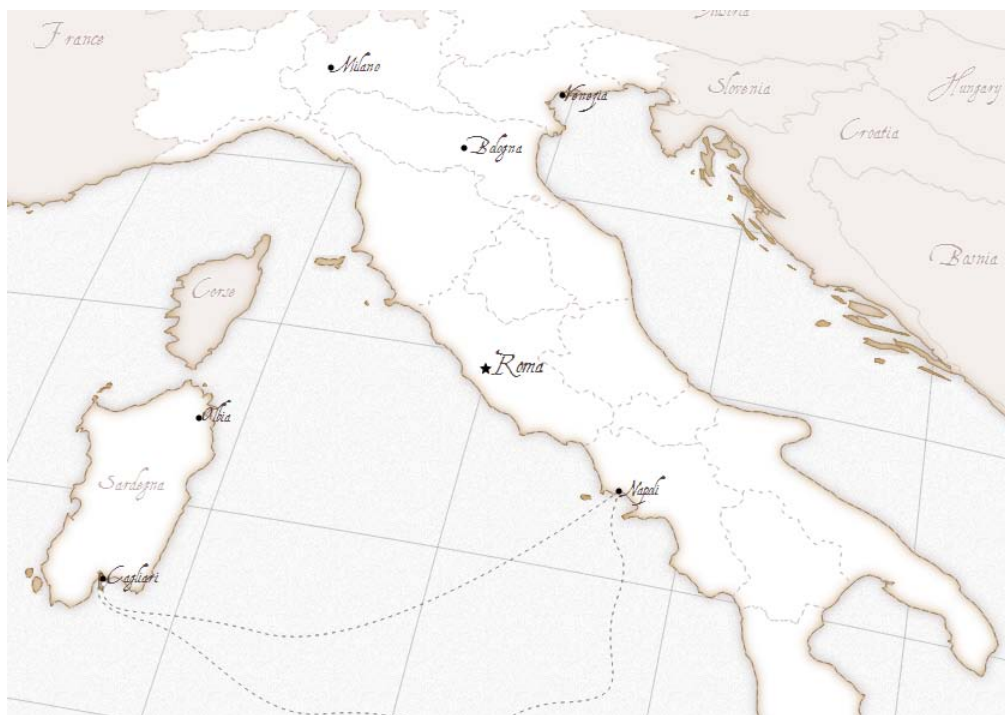 Austria
France
Milano
Slovenia
Hungary
Venezia
Croatia
Bologna
Bosnia
Corse
Roma
Olbia
Sardegna
Napoli
Cagliari